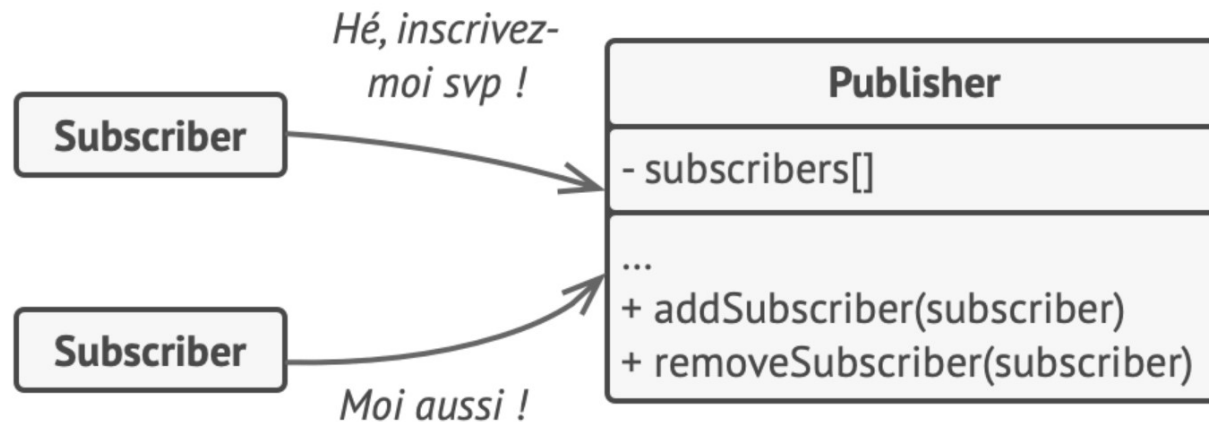 Hé, inscrivez-
moi svp !
Subscriber
Subscriber
Moi aussi !
Publisher
- subscribers[]
...
+ addSubscriber(subscriber)
+ removeSubscriber(subscriber)